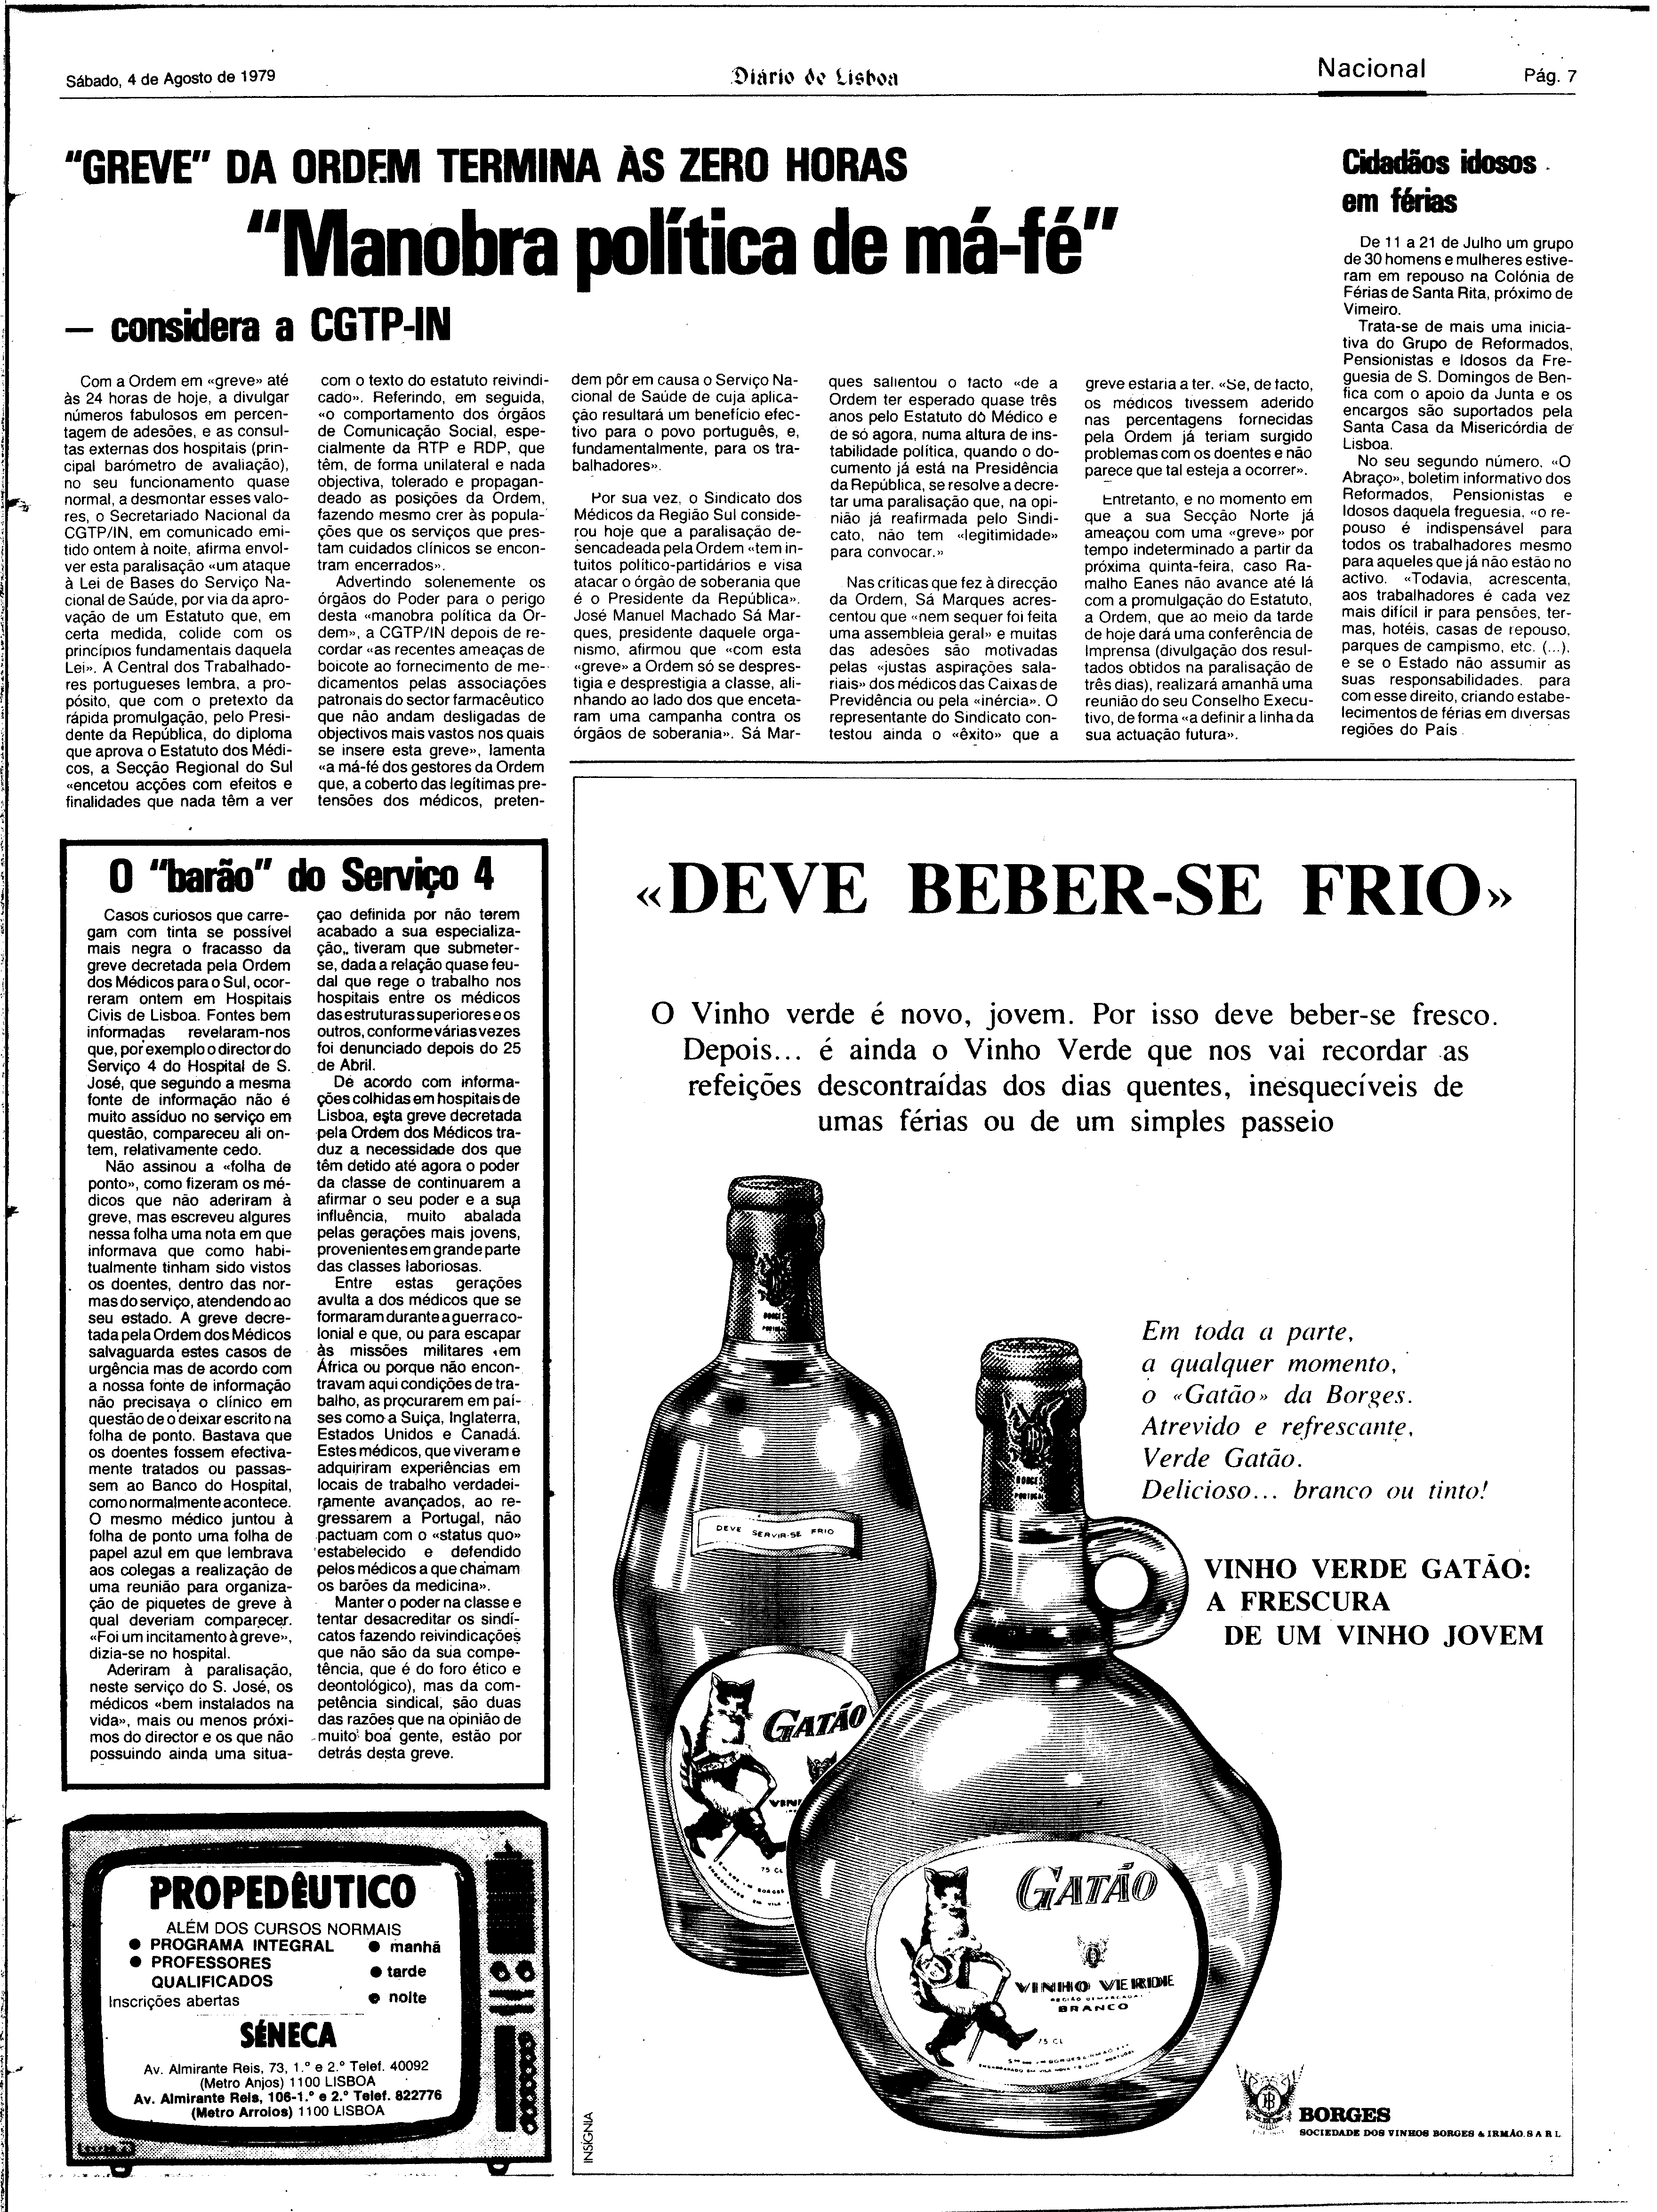 Sábado, 4 de Agosto de 1979
Diário de Lisboa
Nacional
Pág. 7
"GREVE" DA ORDEM TERMINA ÀS ZERO HORAS
"Manobra política de má-fé"
— considera a CGTP-IN
Com a Ordem em «greve» até
às 24 horas de hoje, a divulgar
números fabulosos em percen-
tagem de adesões, e as consul-
tas externas dos hospitais (prin-
cipal barómetro de avaliação),
no seu funcionamento quase
normal, a desmontar esses valo-
res, o Secretariado Nacional da
CGTP/IN, em comunicado emi-
tido ontem à noite, afirma envol-
ver esta paralisação «um ataque
à Lei de Bases do Serviço Na-
cional de Saúde, por via da apro-
vação de um Estatuto que, em
certa medida, colide com os
princípios fundamentais daquela
Lei». A Central dos Trabalhado-
res portugueses lembra, a pro-
pósito, que com o pretexto da
rápida promulgação, pelo Presi-
dente da República, do diploma
que aprova o Estatuto dos Médi-
cos, a Secção Regional do Sul
«encetou acções com efeitos e
finalidades que nada têm a ver
com o texto do estatuto reivindi-
cado». Referindo, em seguida,
«o comportamento dos órgãos
de Comunicação Social, espe-
cialmente da RTP e RDP, que
têm, de forma unilateral e nada
objectiva, tolerado e propagan-
deado as posições da Ordem,
fazendo mesmo crer às popula-
ções que os serviços que pres-
tam cuidados clínicos se encon-
tram encerrados».
Advertindo solenemente os
órgãos do Poder para o perigo
desta «manobra política da Or-
dem», a CGTP/IN depois de re-
cordar «as recentes ameaças de
boicote ao fornecimento de me-
dicamentos pelas associações
patronais do sector farmacêutico
que não andam desligadas de
objectivos mais vastos nos quais
se insere esta greve», lamenta
«a má-fé dos gestores da Ordem
que, a coberto das legítimas pre-
tensões dos médicos, preten-
dem pôr em causa o Serviço Na-
cional de Saúde de cuja aplica-
ção resultará um benefício efec-
tivo para o povo português, e,
fundamentalmente, para os tra-
balhadores».
Por sua vez, o Sindicato dos
Médicos da Região Sul conside-
rou hoje que a paralisação de-
sencadeada pela Ordem «tem in-
tuitos político-partidários e visa
atacar o órgão de soberania que
é o Presidente da República».
José Manuel Machado Sá Mar-
ques, presidente daquele orga-
nismo, afirmou que «com esta
«greve» a Ordem só se despres-
tigia e desprestigia a classe, ali-
nhando ao lado dos que enceta-
ram uma campanha contra os
órgãos de soberania». Sá Mar-
ques salientou o facto «de a
Ordem ter esperado quase três
anos pelo Estatuto do Médico e
de só agora, numa altura de ins-
tabilidade política, quando o do-
cumento já está na Presidência
da República, se resolve a decre-
tar uma paralisação que, na opi-
nião já reafirmada pelo Sindi-
cato, não tem «legitimidade»
para convocar.»
Nas criticas que fez à direcção
da Ordem, Sá Marques acres-
centou que «nem sequer foi feita
uma assembleia geral» e muitas
das adesões são motivadas
pelas «justas aspirações sala-
riais» dos médicos das Caixas de
Previdência ou pela «inércia». O
representante do Sindicato con-
testou ainda o «êxito» que a
greve estaria a ter. «Se, de facto,
os médicos tivessem aderido
nas percentagens fornecidas
pela Ordem já teriam surgido
problemas com os doentes e não
parece que tal esteja a ocorrer».
Entretanto, e no momento em
que a sua Secção Norte já
ameaçou com uma «greve» por
tempo indeterminado a partir da
próxima quinta-feira, caso Ra-
malho Eanes não avance até lá
com a promulgação do Estatuto,
a Ordem, que ao meio da tarde
de hoje dará uma conferência de
Imprensa (divulgação dos resul-
tados obtidos na paralisação de
três dias), realizará amanhã uma
reunião do seu Conselho Execu-
tivo, de forma «a definir a linha da
sua actuação futura».
Cidadãos idosos
em férias
De 11 a 21 de Julho um grupo
de 30 homens e mulheres estive-
ram em repouso na Colónia de
Férias de Santa Rita, próximo de
Vimeiro.
Trata-se de mais uma inicia-
tiva do Grupo de Reformados,
Pensionistas e Idosos da Fre-
guesia de S. Domingos de Ben-
fica com o apoio da Junta e os
encargos são suportados pela
Santa Casa da Misericórdia de
Lisboa.
No seu segundo número, «O
Abraço», boletim informativo dos
Reformados, Pensionistas e
Idosos daquela freguesia, «o re-
pouso é indispensável para
todos os trabalhadores mesmo
para aqueles que já não estão no
activo. «Todavia, acrescenta,
aos trabalhadores é cada vez
mais difícil ir para pensões, ter-
mas, hotéis, casas de repouso,
parques de campismo, etc. (...),
e se o Estado não assumir as
suas responsabilidades, para
com esse direito, criando estabe-
lecimentos de férias em diversas
regiões do País
O "barão" do Serviço 4
Casos curiosos que carre-
gam com tinta se possível
mais negra o fracasso da
greve decretada pela Ordem
dos Médicos para o Sul, ocor-
reram ontem em Hospitais
Civis de Lisboa. Fontes bem
informadas revelaram-nos
que, por exemplo o director do
Serviço 4 do Hospital de S.
José, que segundo a mesma
fonte de informação não é
muito assíduo no serviço em
questão, compareceu ali on-
tem, relativamente cedo.
Não assinou a «folha de
ponto», como fizeram os mé-
dicos que não aderiram à
greve, mas escreveu algures
nessa folha uma nota em que
informava que como habi-
tualmente tinham sido vistos
os doentes, dentro das nor-
mas do serviço, atendendo ao
seu estado. A greve decre-
tada pela Ordem dos Médicos
salvaguarda estes casos de
urgência mas de acordo com
a nossa fonte de informação
não precisava o clínico em
questão de o deixar escrito na
folha de ponto. Bastava que
os doentes fossem efectiva-
mente tratados ou passas-
sem ao Banco do Hospital,
como normalmente acontece.
O mesmo médico juntou à
folha de ponto uma folha de
papel azul em que lembrava
aos colegas a realização de
uma reunião para organiza-
ção de piquetes de greve à
qual deveriam comparecer.
«Foi um incitamento à greve»,
dizia-se no hospital.
Aderiram à paralisação,
neste serviço do S. José, os
médicos «bem instalados na
vida», mais ou menos próxi-
mos do director e os que não
possuindo ainda uma situa-
çao definida por não terem
acabado a sua especializa-
ção,, tiveram que submeter-
se, dada a relação quase feu-
dal que rege o trabalho nos
hospitais entre os médicos
das estruturas superiores e os
outros, conforme várias vezes
foi denunciado depois do 25
de Abril.
De acordo com informa-
ções colhidas em hospitais de
Lisboa, esta greve decretada
pela Ordem dos Médicos tra-
duz a necessidade dos que
têm detido até agora o poder
da classe de continuarem a
afirmar o seu poder e a sua
influência, muito abalada
pelas gerações mais jovens,
provenientes em grande parte
das classes laboriosas.
Entre estas gerações
avulta a dos médicos que se
formaram durante a guerra co-
lonial e que, ou para escapar
às missões militares em
África ou porque não encon-
travam aqui condições de tra-
balho, as procurarem em paí-
ses como a Suiça, Inglaterra,
Estados Unidos e Canadá.
Estes médicos, que viveram e
adquiriram experiências em
locais de trabalho verdadei-
ramente avançados, ao re-
gressarem a Portugal, não
pactuam com o «status quo»
estabelecido e defendido
pelos médicos a que chamam
os barões da medicina».
Manter o poder na classe e
tentar desacreditar os sindi-
catos fazendo reivindicações
que não são da sua compe-
tência, que é do foro ético e
deontológico), mas da com-
petência sindical, são duas
das razões que na opinião de
muito boa gente, estão por
detrás desta greve.
PROPEDÊUTICO
ALÉM DOS CURSOS NORMAIS
● PROGRAMA INTEGRAL ● manhã
● PROFESSORES
QUALIFICADOS ● tarde
Inscrições abertas ● noite
SÉNECA
Av. Almirante Reis, 73, 1.º e 2.º Telef. 40092
(Metro Anjos) 1100 LISBOA
Av. Almirante Reis, 106-1.º e 2.º Telef. 822776
(Metro Arroios) 1100 LISBOA
«DEVE BEBER-SE FRIO»
O Vinho verde é novo, jovem. Por isso deve beber-se fresco.
Depois... é ainda o Vinho Verde que nos vai recordar as
refeições descontraídas dos dias quentes, inesquecíveis de
umas férias ou de um simples passeio
Em toda a parte,
a qualquer momento,
o «Gatão» da Borges.
Atrevido e refrescante,
Verde Gatão.
Delicioso... branco ou tinto!
VINHO VERDE GATÃO:
A FRESCURA
DE UM VINHO JOVEM
BORGES
PORTUGAL
BORGES
PORTUGAL
DEVE SERVIR-SE FRIO
GATÃO
VIN
75 CL
GATÃO
VINHO VERDE
REGIÃO DEMARCADA
BRANCO
75 CL
INSIGNIA
BORGES
SOCIEDADE DOS VINHOS BORGES & IRMÃO, S A R L